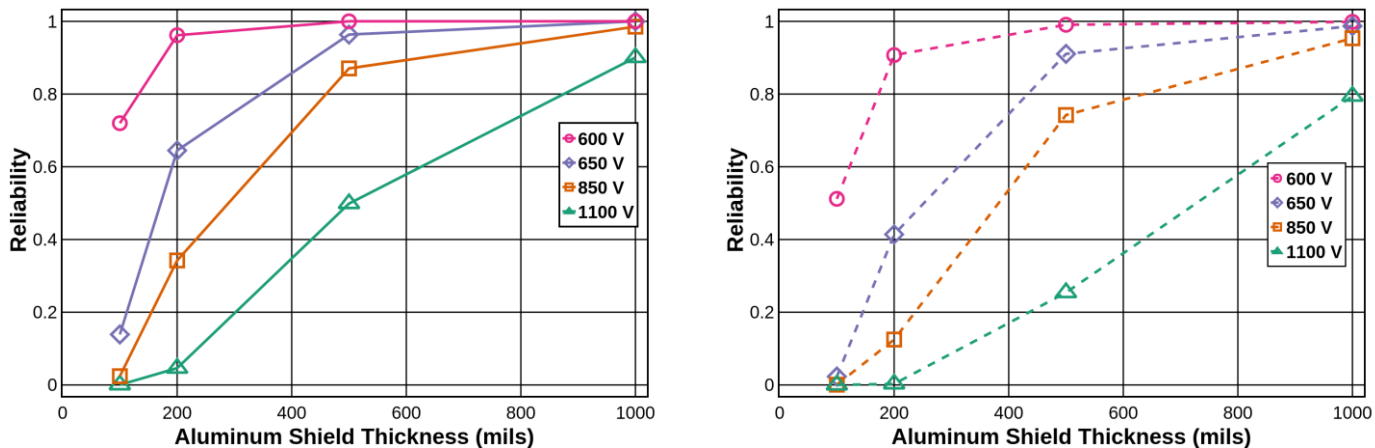 Reliability
1
0.8
0.6
0.4
0.2
0
0 200 400 600 800 1000
Aluminum Shield Thickness (mils)
600 V
650 V
850 V
1100 V
Reliability
1
0.8
0.6
0.4
0.2
0
0 200 400 600 800 1000
Aluminum Shield Thickness (mils)
600 V
650 V
850 V
1100 V